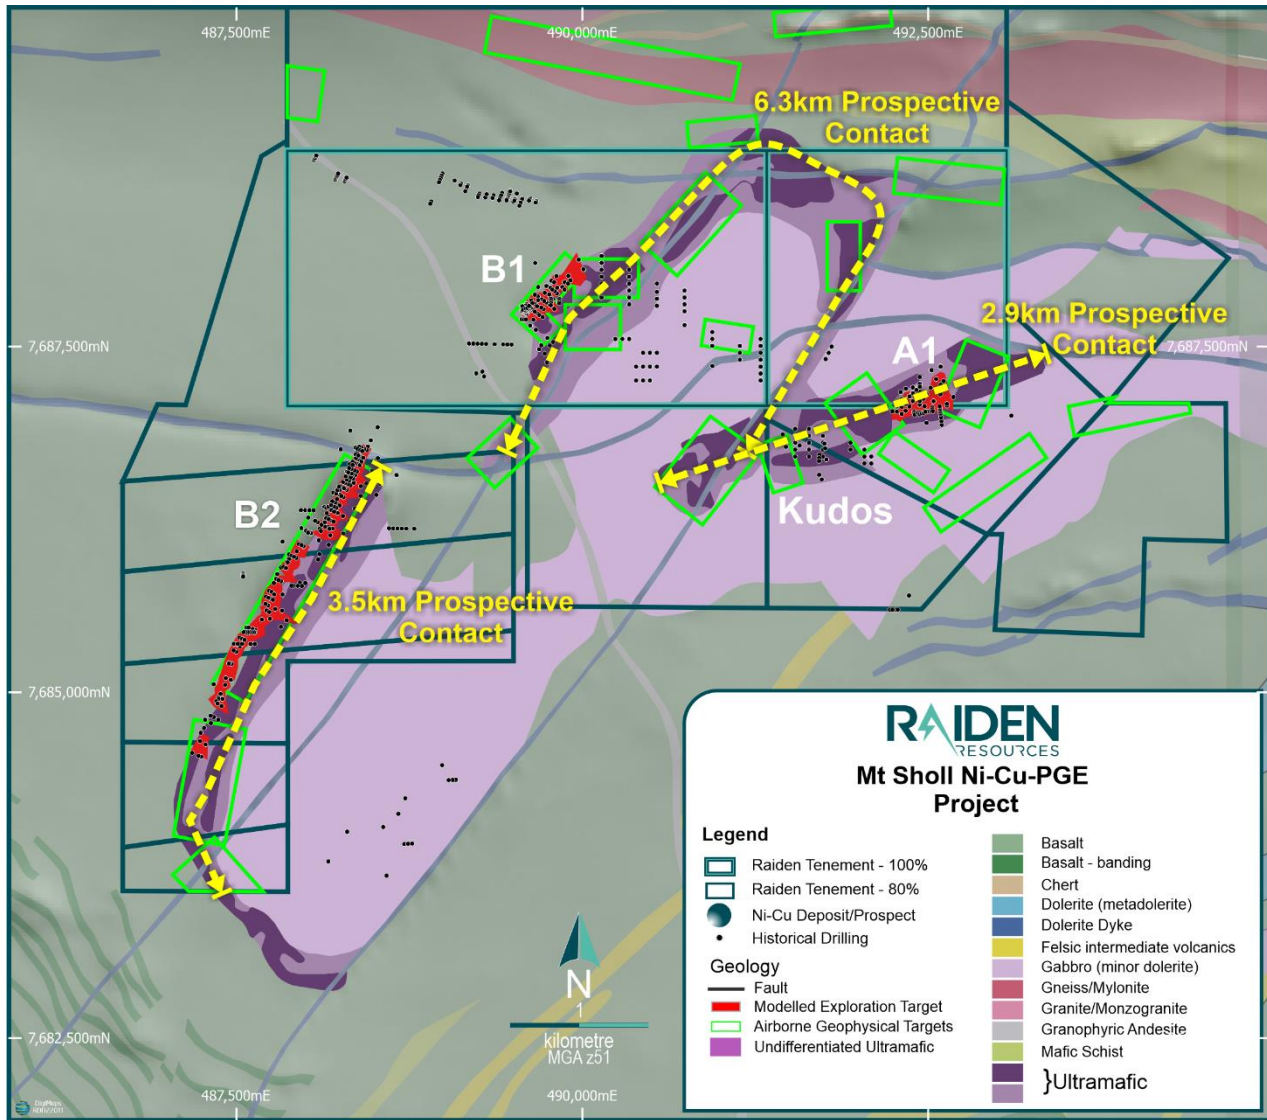 487,500mE
490,000mE
492,500mE
6.3km Prospective
Contact
B1
2.9km Prospective
Contact
7,687,500mN
7,687,500mN
A1
B2
Kudos
3.5km Prospective
Contact
7,685,000mN
RAIDEN
RESOURCES
Mt Sholl Ni-Cu-PGE
Project
Legend
Raiden Tenement - 100%
Raiden Tenement - 80%
Ni-Cu Deposit/Prospect
Historical Drilling
Geology
Fault
Modelled Exploration Target
Airborne Geophysical Targets
Undifferentiated Ultramafic
Basalt
Basalt - banding
Chert
Dolerite (metadolerite)
Dolerite Dyke
Felsic intermediate volcanics
Gabbro (minor dolerite)
Gneiss/Mylonite
Granite/Monzogranite
Granophyric Andesite
Mafic Schist
}Ultramafic
N
1
kilometre
MGA z51
7,682,500mN
487,500mE
490,000mE